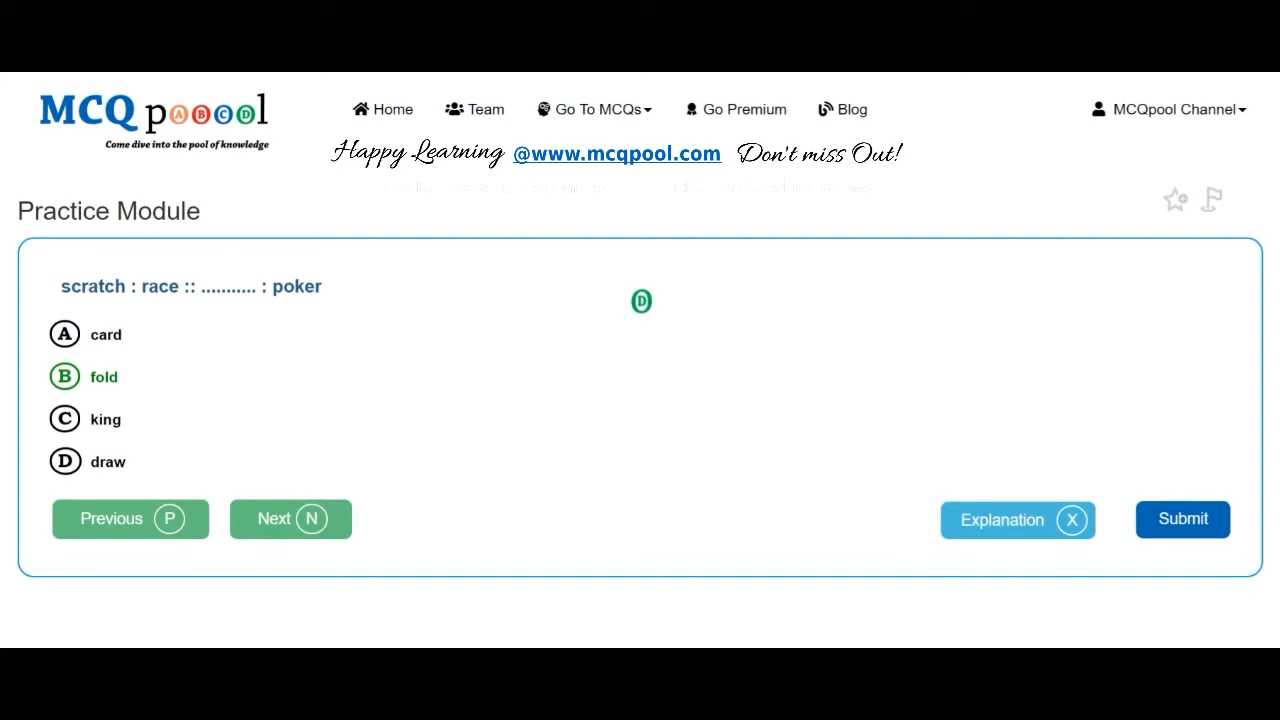 MCQ pABCDl
Come dive into the pool of knowledge
Home Team Go To MCQs Go Premium Blog MCQpool Channel
Happy Learning @www.mcqpool.com Don't miss Out!
Practice Module
scratch : race :: ........... : poker
D
A card
B fold
C king
D draw
Previous P Next N Explanation X Submit